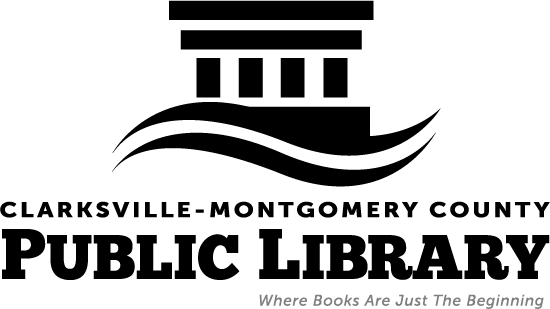 CLARKSVILLE-MONTGOMERY COUNTY
PUBLIC LIBRARY
Where Books Are Just The Beginning